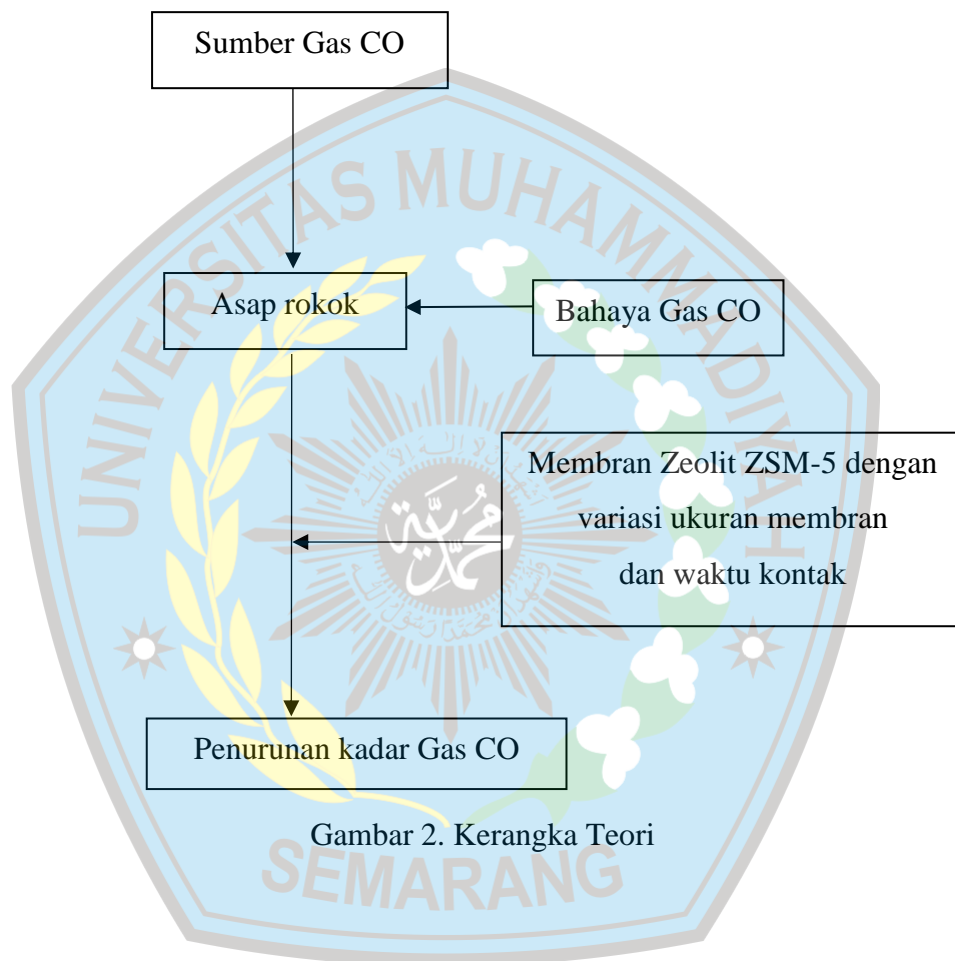 Sumber Gas CO
UNIVERSITAS MUHAMMADIYAH
Asap rokok
Bahaya Gas CO
Membran Zeolit ZSM-5 dengan
variasi ukuran membran
dan waktu kontak
Penurunan kadar Gas CO
Gambar 2. Kerangka Teori
SEMARANG